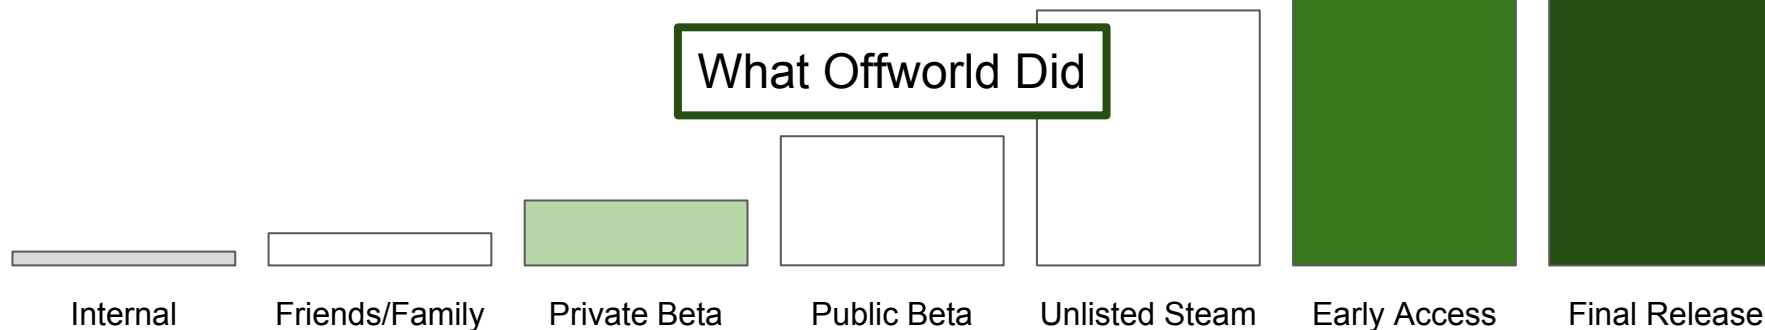 What Offworld Did
Internal
Friends/Family
Private Beta
Public Beta
Unlisted Steam
Early Access
Final Release